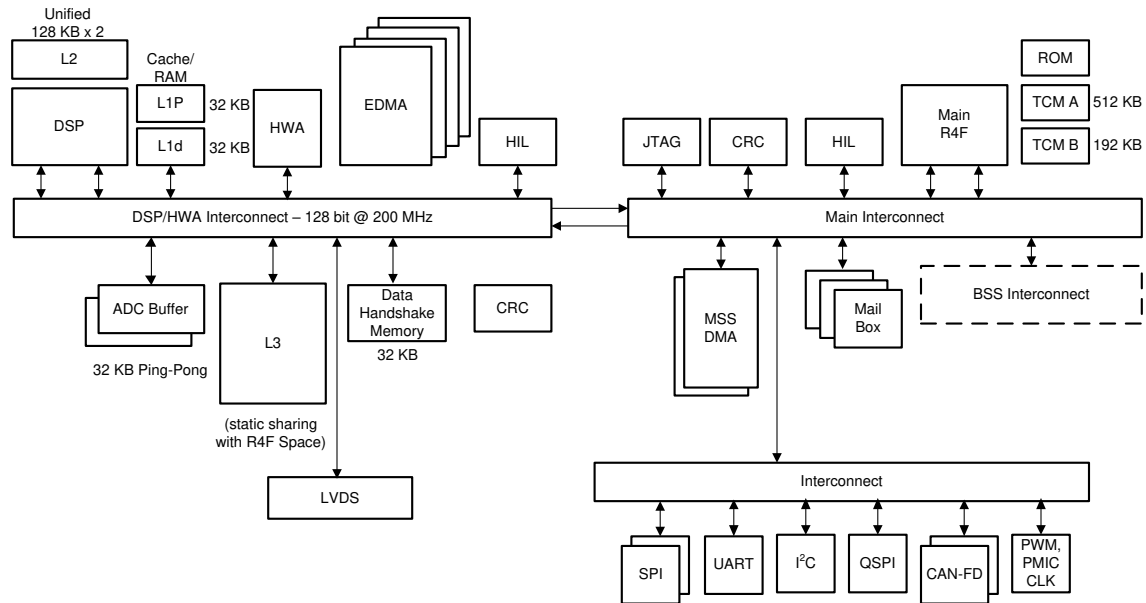 Unified
128 KB x 2
L2
Cache/
RAM
DSP
L1P
32 KB
L1d
32 KB
HWA
EDMA
HIL
JTAG
CRC
HIL
Main
R4F
ROM
TCM A
512 KB
TCM B
192 KB
DSP/HWA Interconnect – 128 bit @ 200 MHz
Main Interconnect
ADC Buffer
32 KB Ping-Pong
L3
(static sharing
with R4F Space)
Data
Handshake
Memory
32 KB
CRC
LVDS
MSS
DMA
Mail
Box
BSS Interconnect
Interconnect
SPI
UART
I²C
QSPI
CAN-FD
PWM,
PMIC
CLK